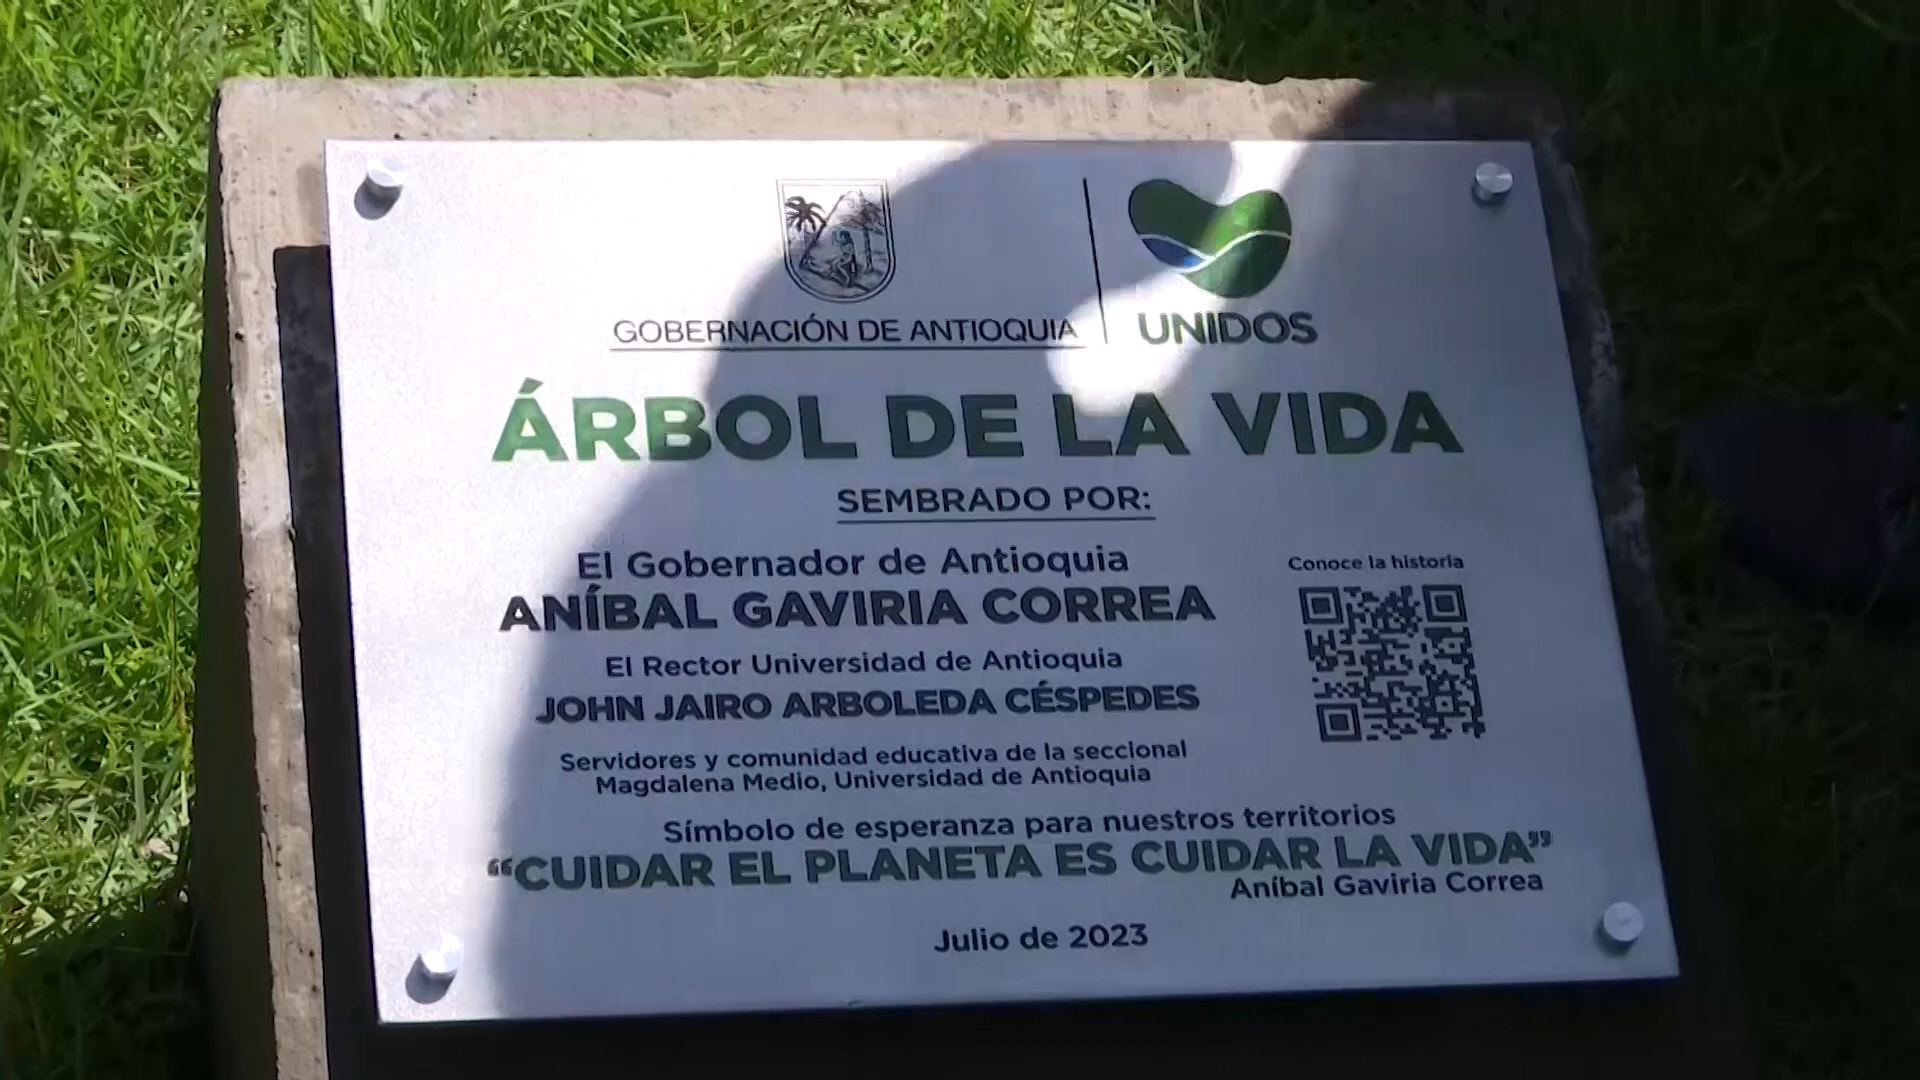 GOBERNACIÓN DE ANTIOQUIA
UNIDOS
ÁRBOL DE LA VIDA
SEMBRADO POR:
El Gobernador de Antioquia
ANÍBAL GAVIRIA CORREA
El Rector Universidad de Antioquia
JOHN JAIRO ARBOLEDA CÉSPEDES
Servidores y comunidad educativa de la seccional
Magdalena Medio, Universidad de Antioquia
Conoce la historia
Símbolo de esperanza para nuestros territorios
“CUIDAR EL PLANETA ES CUIDAR LA VIDA”
Aníbal Gaviria Correa
Julio de 2023